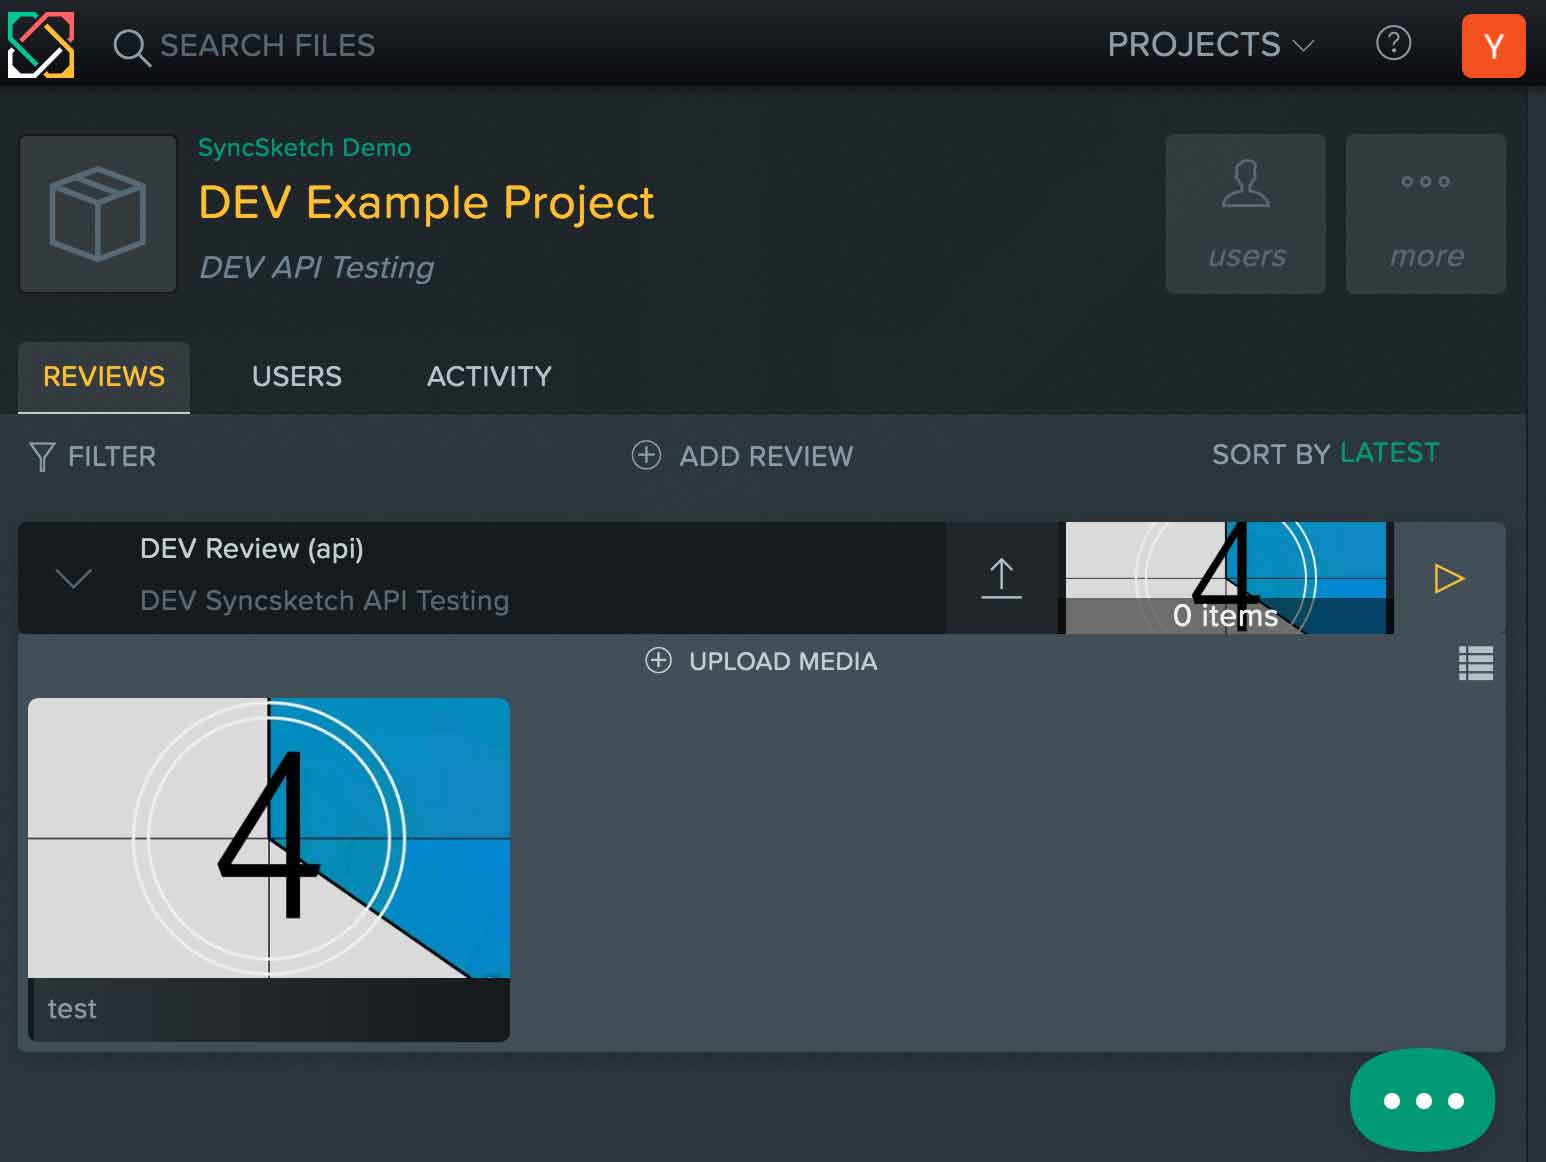 SEARCH FILES
PROJECTS
?
Y
SyncSketch Demo
DEV Example Project
DEV API Testing
users
more
REVIEWS
USERS
ACTIVITY
FILTER
ADD REVIEW
SORT BY LATEST
DEV Review (api)
DEV Syncsketch API Testing
4
0 items
UPLOAD MEDIA
4
test